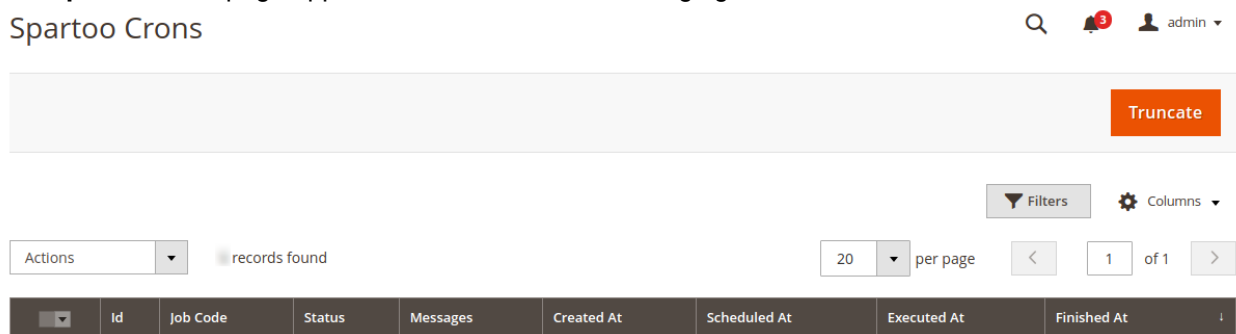 Spartoo Crons
3
admin
Truncate
Filters
Columns
Actions
records found
20
per page
1
of 1
Id
Job Code
Status
Messages
Created At
Scheduled At
Executed At
Finished At ↓